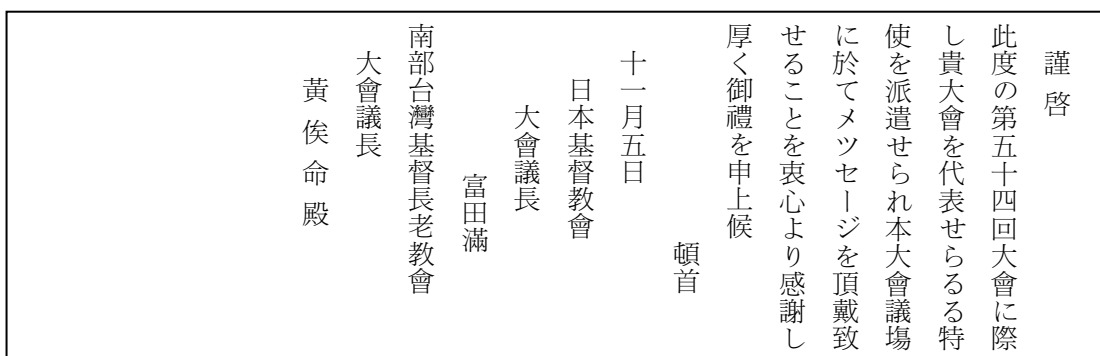 謹啓
此度の第五十四回大會に際
し貴大會を代表せらるる特
使を派遣せられ本大會議塲
に於てメツセージを頂戴致
せることを衷心より感謝し
厚く御禮を申上候
頓首
十一月五日
日本基督教會
大會議長
富田滿
南部台灣基督長老教會
大會議長
黃俟命殿